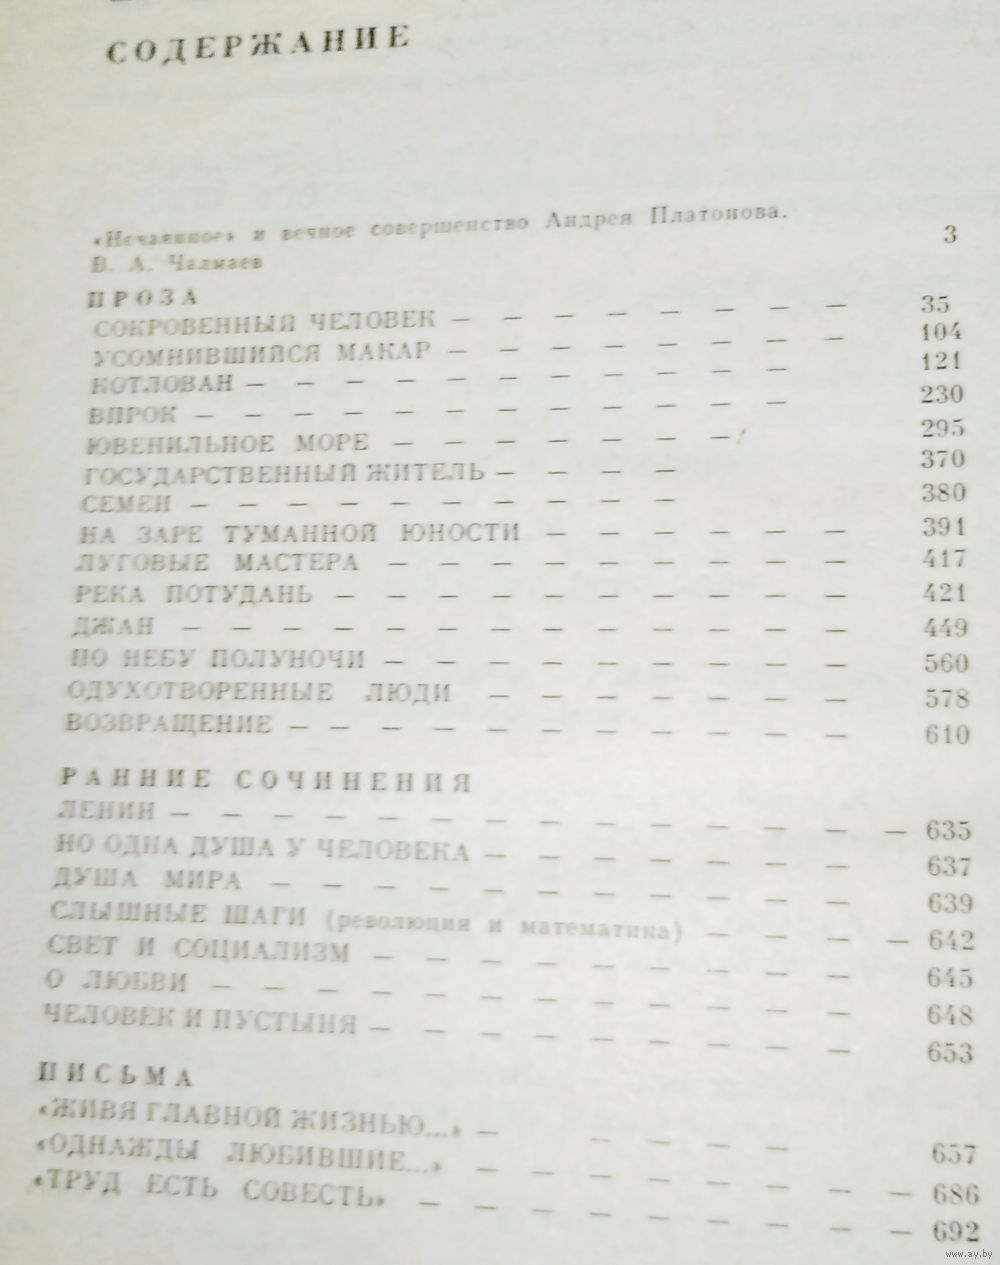 СОДЕРЖАНИЕ
«Нечаянное» и вечное совершенство Андрея Платонова.
В. А. Чалмаев 3
ПРОЗА
СОКРОВЕННЫЙ ЧЕЛОВЕК — — — — — — — — 35
УСОМНИВШИЙСЯ МАКАР — — — — — — — — 104
КОТЛОВАН — — — — — — — — — — — 121
ВПРОК — — — — — — — — — — — — 230
ЮВЕНИЛЬНОЕ МОРЕ — — — — — — — 295
ГОСУДАРСТВЕННЫЙ ЖИТЕЛЬ — — — — 370
СЕМЕН — — — — — — — — — — 380
НА ЗАРЕ ТУМАННОЙ ЮНОСТИ — — — — — — 391
ЛУГОВЫЕ МАСТЕРА — — — — — — — — — 417
РЕКА ПОТУДАНЬ — — — — — — — — — — 421
ДЖАН — — — — — — — — — — — — — 449
ПО НЕБУ ПОЛУНОЧИ — — — — — — — — — 560
ОДУХОТВОРЕННЫЕ ЛЮДИ — — — — — — — 578
ВОЗВРАЩЕНИЕ — — — — — — — — — — — 610
РАННИЕ СОЧИНЕНИЯ
ЛЕНИН — — — — — — — — — — — — — — 635
НО ОДНА ДУША У ЧЕЛОВЕКА — — — — — — — 637
ДУША МИРА — — — — — — — — — — — 639
СЛЫШНЫЕ ШАГИ (революция и математика) — — — — 642
СВЕТ И СОЦИАЛИЗМ — — — — — — — — — 645
О ЛЮБВИ — — — — — — — — — — — — 648
ЧЕЛОВЕК И ПУСТЫНЯ — — — — — — — — — 653
ПИСЬМА
«ЖИВЯ ГЛАВНОЙ ЖИЗНЬЮ...» — — — — — 657
«ОДНАЖДЫ ЛЮБИВШИЕ...» — — — — — — — — 686
«ТРУД ЕСТЬ СОВЕСТЬ» — — — — — — — — — 692
www.ay.by